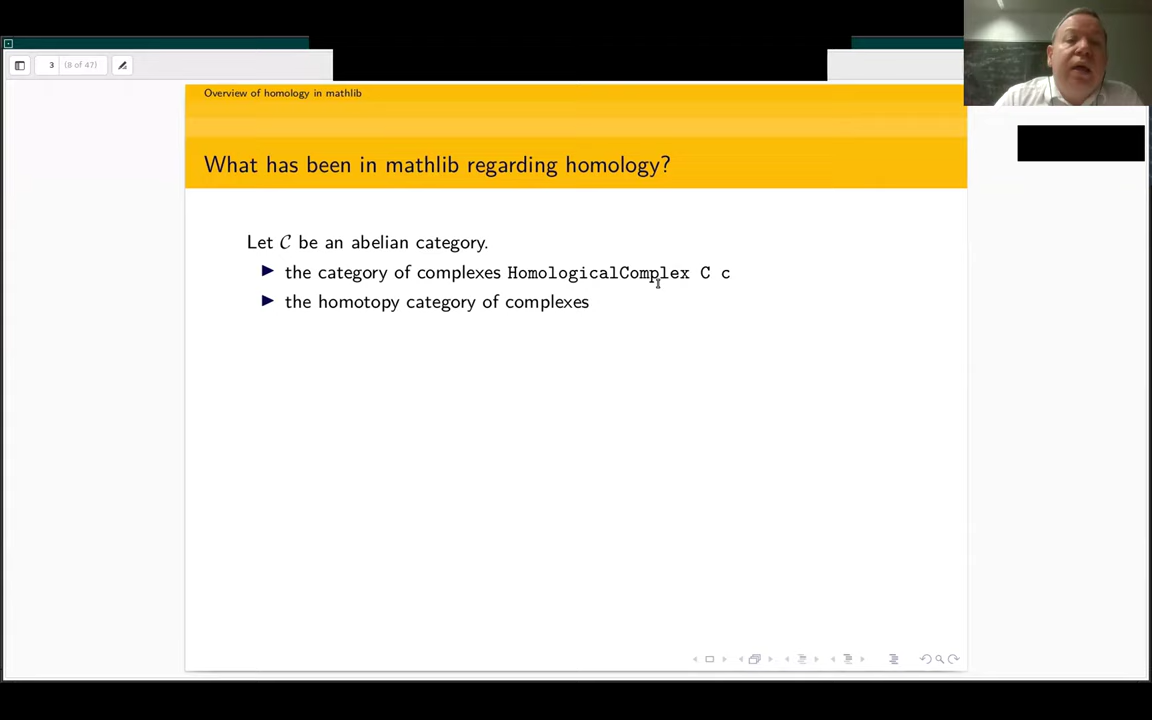 3 (8 of 47)
Overview of homology in mathlib
What has been in mathlib regarding homology?
Let 𝒞 be an abelian category.
▶ the category of complexes HomologicalComplex C c
▶ the homotopy category of complexes